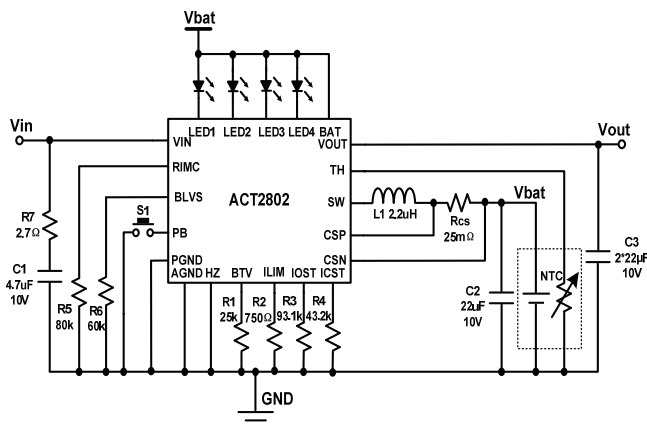 Vbat
LED1 LED2 LED3 LED4 BAT
Vin
VIN
VOUT
Vout
RIMC
TH
BLVS
ACT2802
SW
L1 2.2uH
Rcs
25mΩ
Vbat
R7
2.7Ω
S1
PB
CSP
CSN
PGND
AGND HZ BTV ILIM IOST ICST
C1
4.7uF
10V
R5
80k
R6
60k
R1
25k
R2
750Ω
R3
93.1k
R4
43.2k
C2
22uF
10V
NTC
C3
2*22µF
10V
GND